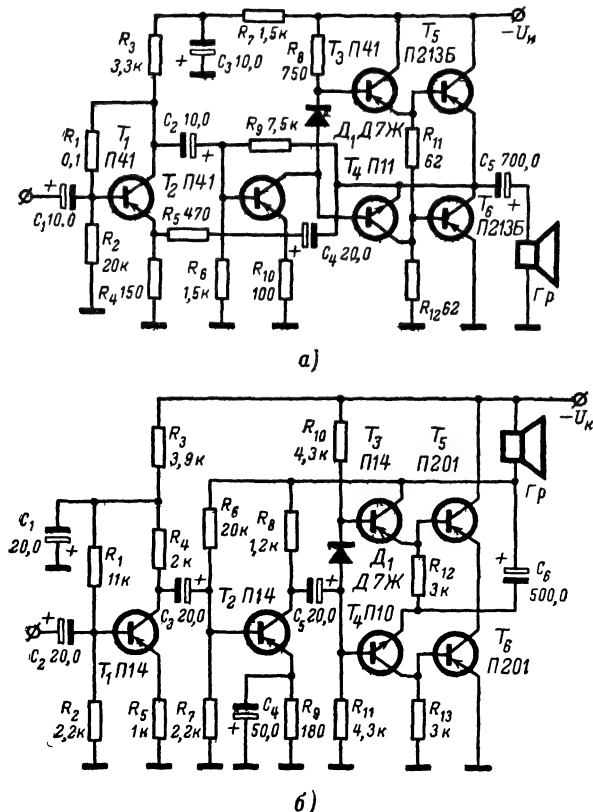 R3
3,3к
R7 1,5к
C3 10,0
+
R8
750
T3 П41
T5
П213Б
-Uн
R1
0,1
T1
П41
C2 10,0
+
R9 7,5к
Д1 Д7Ж
R11
62
T2 П41
T4 П11
C5 700,0
+
+
C1 10,0
R5 470
+
C4 20,0
T6
П213Б
R2
20к
R4 150
R6
1,5к
R10
100
R12 62
Гр
а)
R3
3,9к
R10
4,3к
T3
П14
T5
П201
-Uк
Гр
C1
20,0
+
R1
11к
R4
2к
R6
20к
R8
1,2к
Д1
Д7Ж
R12
3к
+
C6
500,0
+
C2 20,0
+
C3 20,0
T2 П14
+
C5 20,0
T4 П10
T6
П201
T1 П14
R2
2,2к
R5
1к
R7
2,2к
C4
50,0
+
R9
180
R11
4,3к
R13
3к
б)